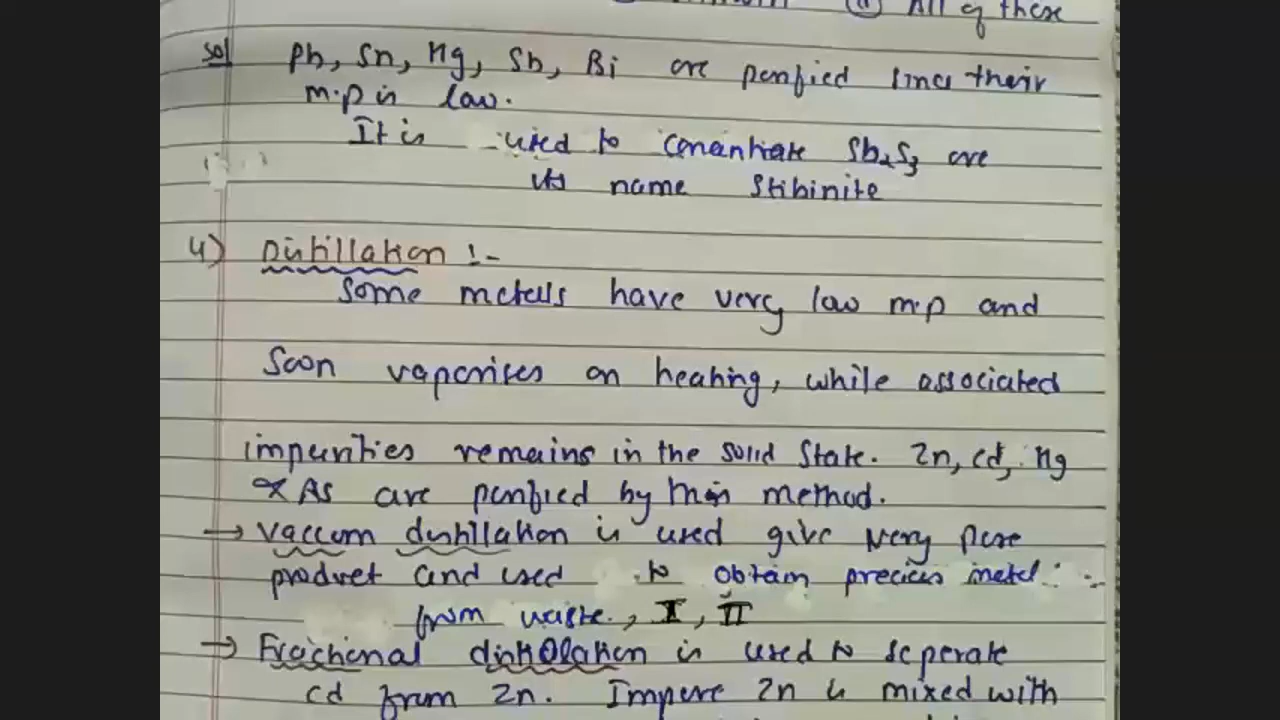 (d) All of these
Sol Pb, Sn, Hg, Sb, Bi are purified since their
m.p is low.
It is used to concentrate Sb2S3 ore
its name Stibinite
4) Distillation :-
Some metells have very low m.p and
Soon vaporises on heating, while associated
impurities remains in the solid State. Zn, Cd, Hg
& As are purified by this method.
→ Vaccum distillation is used give very pure
product and used to obtain precious metel
from waste., I, II
→ Fractional distillation is used to seperate
Cd from Zn. Impure Zn is mixed with